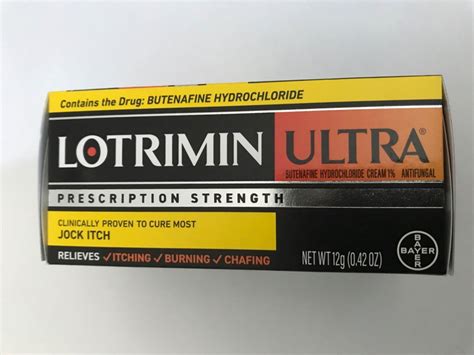 Contains the Drug: BUTENAFINE HYDROCHLORIDE
LOTRIMIN ULTRA®
BUTENAFINE HYDROCHLORIDE CREAM 1% ANTIFUNGAL
PRESCRIPTION STRENGTH
CLINICALLY PROVEN TO CURE MOST
JOCK ITCH
RELIEVES ✓ITCHING ✓BURNING ✓CHAFING
NET WT 12g (0.42 OZ)
BAYER
BAYER